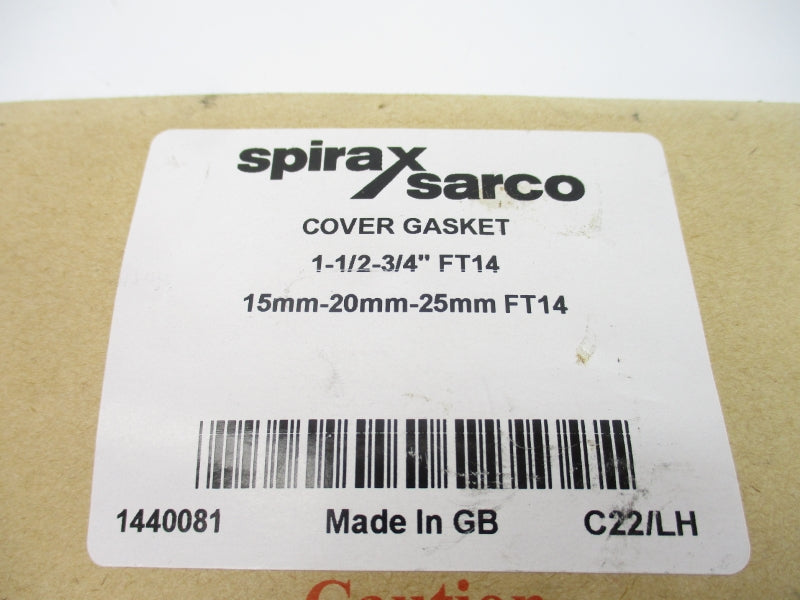 spirax
sarco
COVER GASKET
1-1/2-3/4" FT14
15mm-20mm-25mm FT14
1440081 Made In GB C22/LH
Caution